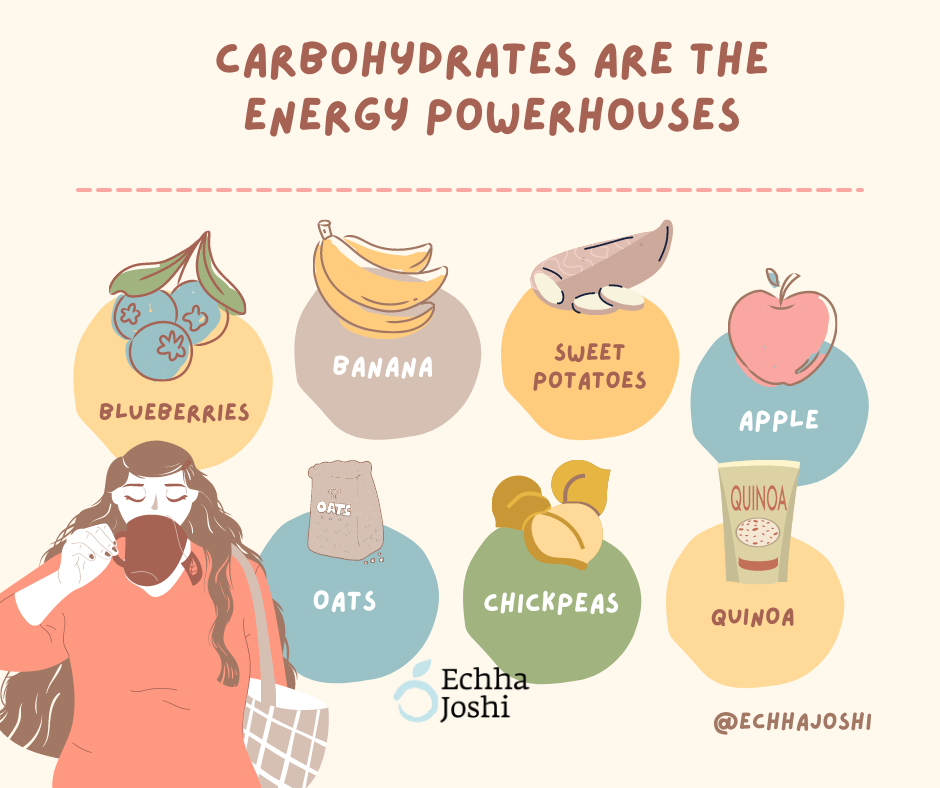 CARBOHYDRATES ARE THE
ENERGY POWERHOUSES
BLUEBERRIES
BANANA
SWEET
POTATOES
APPLE
OATS
OATS
CHICKPEAS
QUINOA
QUINOA
Echha
Joshi
@ECHHAJOSHI